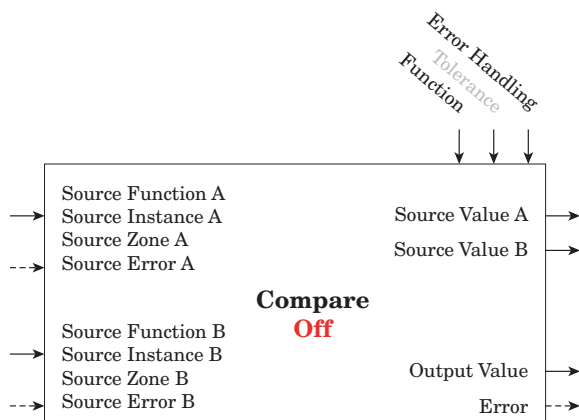 Error Handling
Tolerance
Function
Source Function A
Source Instance A
Source Zone A
Source Error A
Source Value A
Source Value B
Compare
Off
Source Function B
Source Instance B
Source Zone B
Source Error B
Output Value
Error